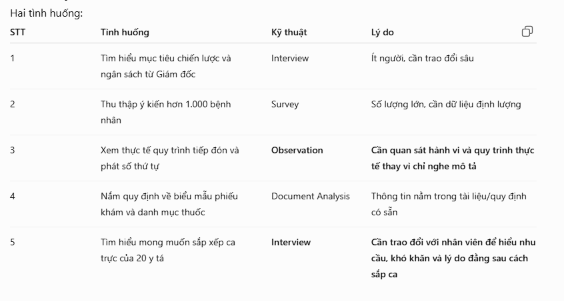 Hai tình huống:
STT Tình huống Kỹ thuật Lý do
1 Tìm hiểu mục tiêu chiến lược và Interview Ít người, cần trao đổi sâu
ngân sách từ Giám đốc
2 Thu thập ý kiến hơn 1.000 bệnh Survey Số lượng lớn, cần dữ liệu định lượng
nhân
3 Xem thực tế quy trình tiếp đón và Observation Cần quan sát hành vi và quy trình thực
phát số thứ tự tế thay vì chỉ nghe mô tả
4 Nắm quy định về biểu mẫu phiếu Document Analysis Thông tin nằm trong tài liệu/quy định
khám và danh mục thuốc có sẵn
5 Tìm hiểu mong muốn sắp xếp ca Interview Cần trao đổi với nhân viên để hiểu nhu
trực của 20 y tá cầu, khó khăn và lý do đằng sau cách
sắp ca